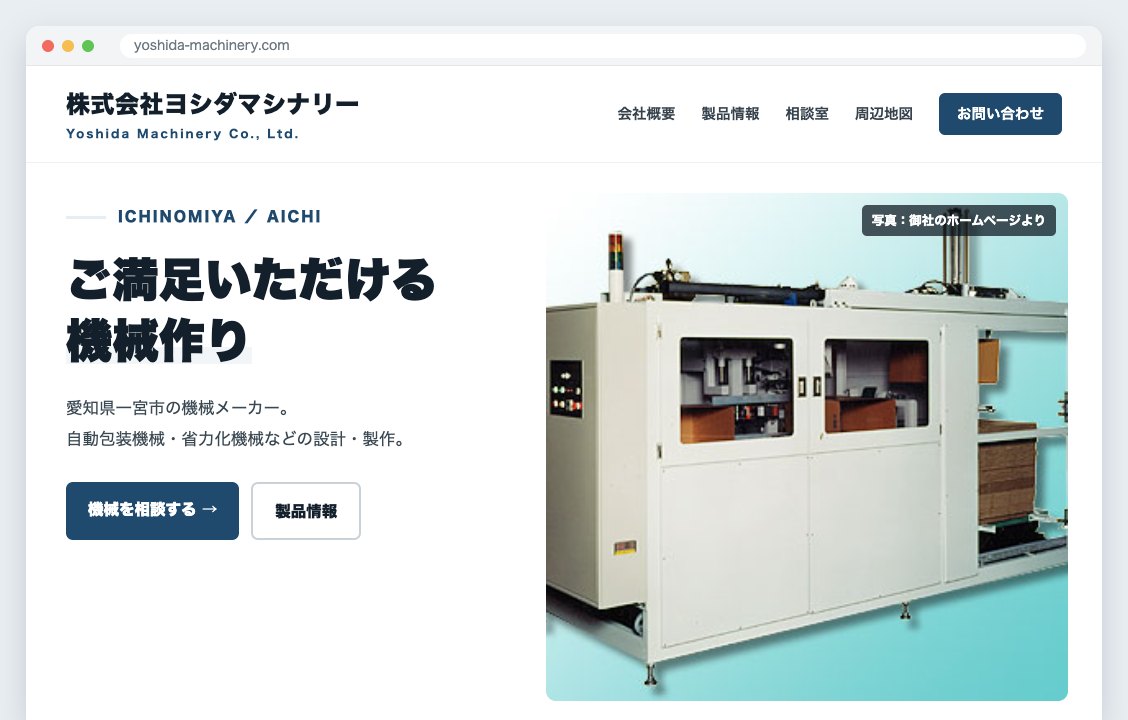 yoshida-machinery.com
株式会社ヨシダマシナリー
Yoshida Machinery Co., Ltd.
会社概要
製品情報
相談室
周辺地図
お問い合わせ
ICHINOMIYA ／ AICHI
写真：御社のホームページより
ご満足いただける
機械作り
愛知県一宮市の機械メーカー。
自動包装機械・省力化機械などの設計・製作。
機械を相談する →
製品情報